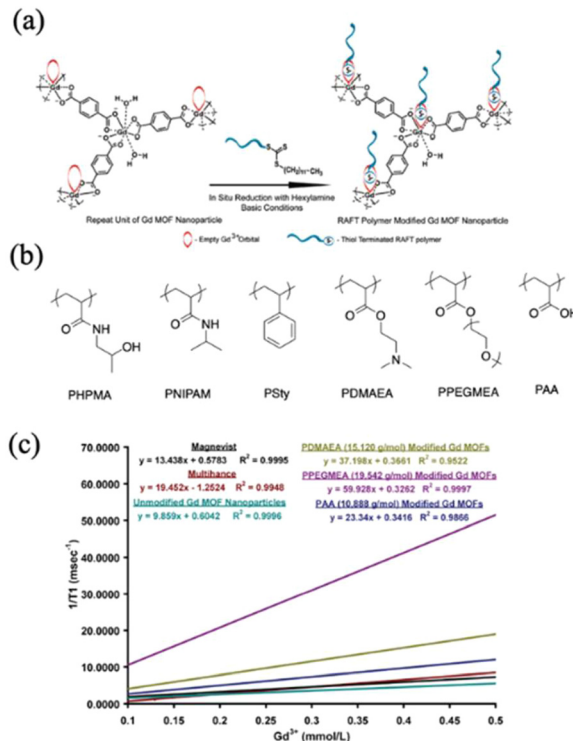 (a)
Repeat Unit of Gd MOF Nanoparticle
In Situ Reduction with Hexylamine
Basic Conditions
RAFT Polymer Modified Gd MOF Nanoparticle
- Empty Gd 3+ Orbital
- Thiol Terminated RAFT polymer
(b)
PHPMA
PNIPAM
PSty
PDMAEA
PPEGMEA
PAA
(c)
Magnevist
y = 13.438x + 0.5783 R² = 0.9995
Multihance
y = 19.452x - 1.2524 R² = 0.9948
Unmodified Gd MOF Nanoparticles
y = 9.859x + 0.6042 R² = 0.9996
PDMAEA (15,120 g/mol) Modified Gd MOFs
y = 37.198x + 0.3661 R² = 0.9522
PPEGMEA (19,542 g/mol) Modified Gd MOFs
y = 59.928x + 0.3262 R² = 0.9997
PAA (10,888 g/mol) Modified Gd MOFs
y = 23.34x + 0.3416 R² = 0.9866
1/T1 (msec⁻¹)
70.0000
60.0000
50.0000
40.0000
30.0000
20.0000
10.0000
0.0000
0.1 0.15 0.2 0.25 0.3 0.35 0.4 0.45 0.5
Gd³⁺ (mmol/L)